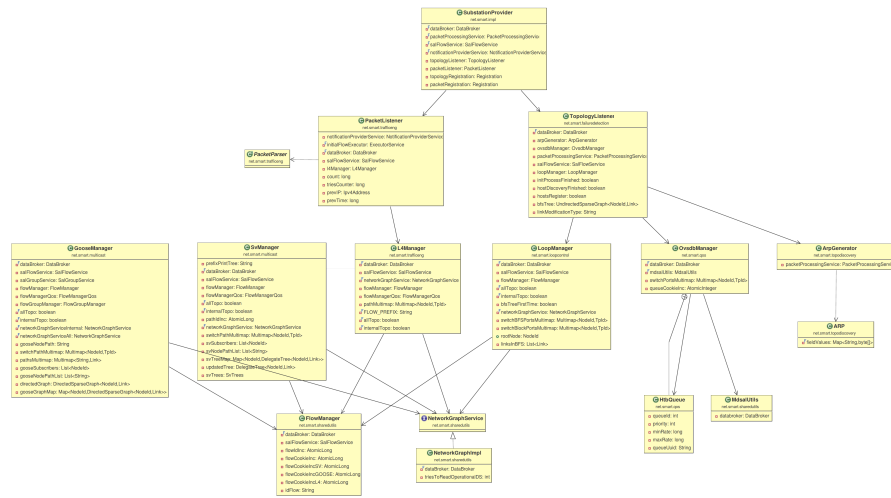 SubstationProvider
net.smart.impl
dataBroker: DataBroker
packetProcessingService: PacketProcessingService
salFlowService: SalFlowService
notificationProviderService: NotificationProviderService
topologyListener: TopologyListener
packetListener: PacketListener
topologyRegistration: Registration
packetRegistration: Registration
PacketListener
net.smart.trafficeng
notificationProviderService: NotificationProviderService
initialFlowExecutor: ExecutorService
dataBroker: DataBroker
salFlowService: SalFlowService
l4Manager: L4Manager
count: long
triesCounter: long
prevIP: Ipv4Address
prevTime: long
PacketParser
net.smart.trafficeng
TopologyListener
net.smart.failuredetection
dataBroker: DataBroker
arpGenerator: ArpGenerator
ovsdbManager: OvsdbManager
packetProcessingService: PacketProcessingService
salFlowService: SalFlowService
loopManager: LoopManager
initProcessFinished: boolean
hostDiscoveryFinished: boolean
hostsRegister: boolean
bfsTree: UndirectedSparseGraph<NodeId,Link>
linkModificationType: String
GooseManager
net.smart.multicast
dataBroker: DataBroker
salFlowService: SalFlowService
salGroupService: SalGroupService
flowManager: FlowManager
flowManagerQos: FlowManagerQos
flowGroupManager: FlowGroupManager
allTopo: boolean
internalTopo: boolean
networkGraphServiceInternal: NetworkGraphService
networkGraphServiceAll: NetworkGraphService
gooseNodePath: String
switchPathMultimap: Multimap<NodeId,TpId>
pathsMultimap: Multimap<String,Link>
gooseSubscribers: List<NodeId>
gooseNodePathList: List<String>
directedGraph: DirectedSparseGraph<NodeId,Link>
gooseGraphMap: Map<NodeId,DirectedSparseGraph<NodeId,Link>>
SvManager
net.smart.multicast
prefixPrintTree: String
dataBroker: DataBroker
salFlowService: SalFlowService
flowManager: FlowManager
flowManagerQos: FlowManagerQos
allTopo: boolean
internalTopo: boolean
pathIdInc: AtomicLong
networkGraphService: NetworkGraphService
switchPathMultimap: Multimap<NodeId,TpId>
svSubscribers: List<NodeId>
svNodePathList: List<String>
svTreeMap: Map<NodeId,DelegateTree<NodeId,Link>>
updatedTree: DelegateTree<NodeId,Link>
svTrees: SvTrees
L4Manager
net.smart.trafficeng
dataBroker: DataBroker
salFlowService: SalFlowService
networkGraphService: NetworkGraphService
flowManager: FlowManager
flowManagerQos: FlowManagerQos
pathMultimap: Multimap<NodeId,TpId>
FLOW_PREFIX: String
allTopo: boolean
internalTopo: boolean
LoopManager
net.smart.loopcontrol
dataBroker: DataBroker
salFlowService: SalFlowService
flowManager: FlowManager
allTopo: boolean
internalTopo: boolean
bfsTreeFirstTime: boolean
networkGraphService: NetworkGraphService
switchBFSPortsMultimap: Multimap<NodeId,TpId>
switchBlockPortsMultimap: Multimap<NodeId,TpId>
rootNode: NodeId
linksInBFS: List<Link>
OvsdbManager
net.smart.qos
dataBroker: DataBroker
mdsalUtils: MdsalUtils
switchPortsMultimap: Multimap<NodeId,TpId>
queueCookieInc: AtomicInteger
ArpGenerator
net.smart.topodiscovery
packetProcessingService: PacketProcessingServi
ARP
net.smart.topodiscovery
fieldValues: Map<String,byte[]>
FlowManager
net.smart.sharedutils
dataBroker: DataBroker
salFlowService: SalFlowService
flowIdInc: AtomicLong
flowCookieInc: AtomicLong
flowCookieIncSV: AtomicLong
flowCookieIncGOOSE: AtomicLong
flowCookieIncL4: AtomicLong
idFlow: String
NetworkGraphService
net.smart.sharedutils
NetworkGraphImpl
net.smart.sharedutils
dataBroker: DataBroker
triesToReadOperationalDS: int
HtbQueue
net.smart.qos
queueId: int
priority: int
minRate: long
maxRate: long
queueUuid: String
MdsalUtils
net.smart.sharedutils
databroker: DataBroker